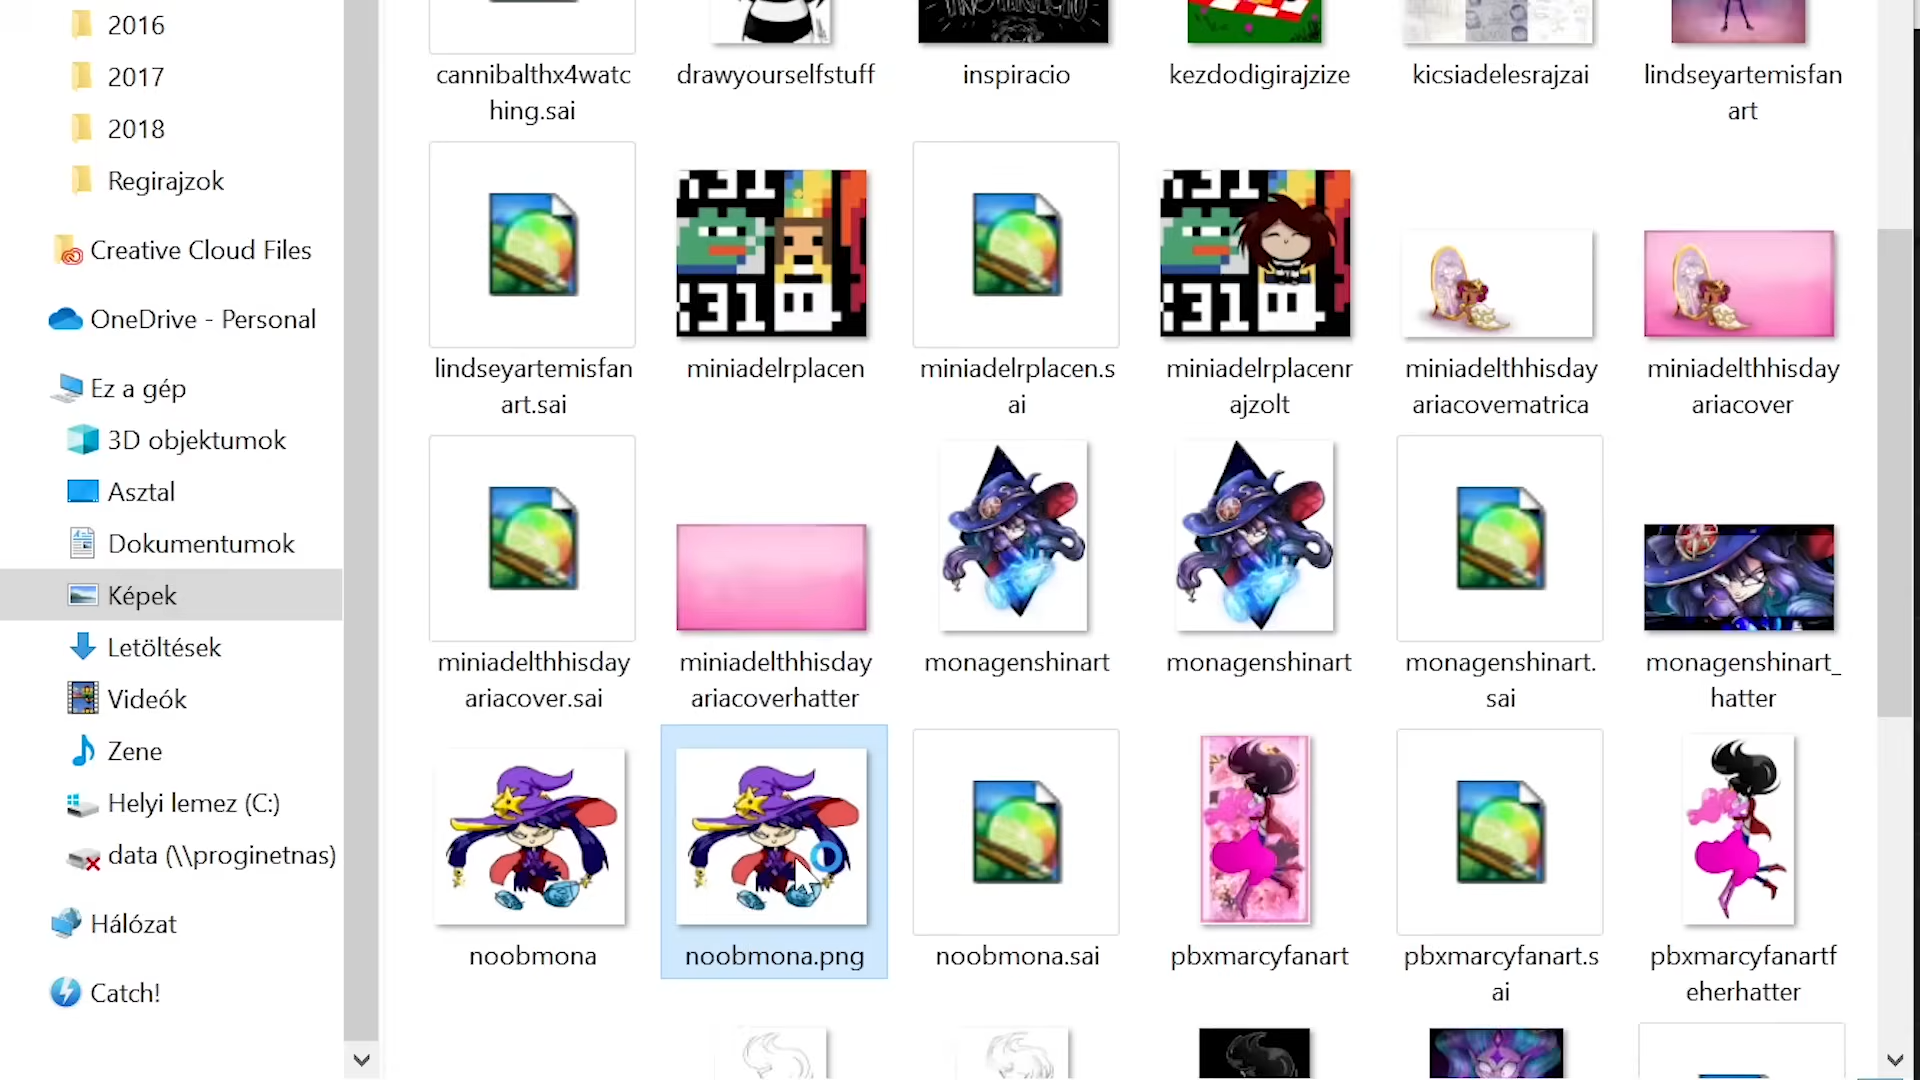 2016
2017
2018
Regirajzok
Creative Cloud Files
OneDrive - Personal
Ez a gép
3D objektumok
Asztal
Dokumentumok
Képek
Letöltések
Videók
Zene
Helyi lemez (C:)
data (\\proginetnas)
Hálózat
Catch!
cannibalthx4watc
hing.sai
drawyourselfstuff
inspiracio
kezdodigirajzize
kicsiadelesrajzai
lindseyartemisfan
art
:31
:31
lindseyartemisfan
art.sai
miniadelrplacen
miniadelrplacen.s
ai
miniadelrplacenr
ajzolt
miniadelthhisday
ariacovematrica
miniadelthhisday
ariacover
miniadelthhisday
ariacover.sai
miniadelthhisday
ariacoverhatter
monagenshinart
monagenshinart
monagenshinart.
sai
monagenshinart_
hatter
noobmona
noobmona.png
noobmona.sai
pbxmarcyfanart
pbxmarcyfanart.s
ai
pbxmarcyfanartf
eherhatter